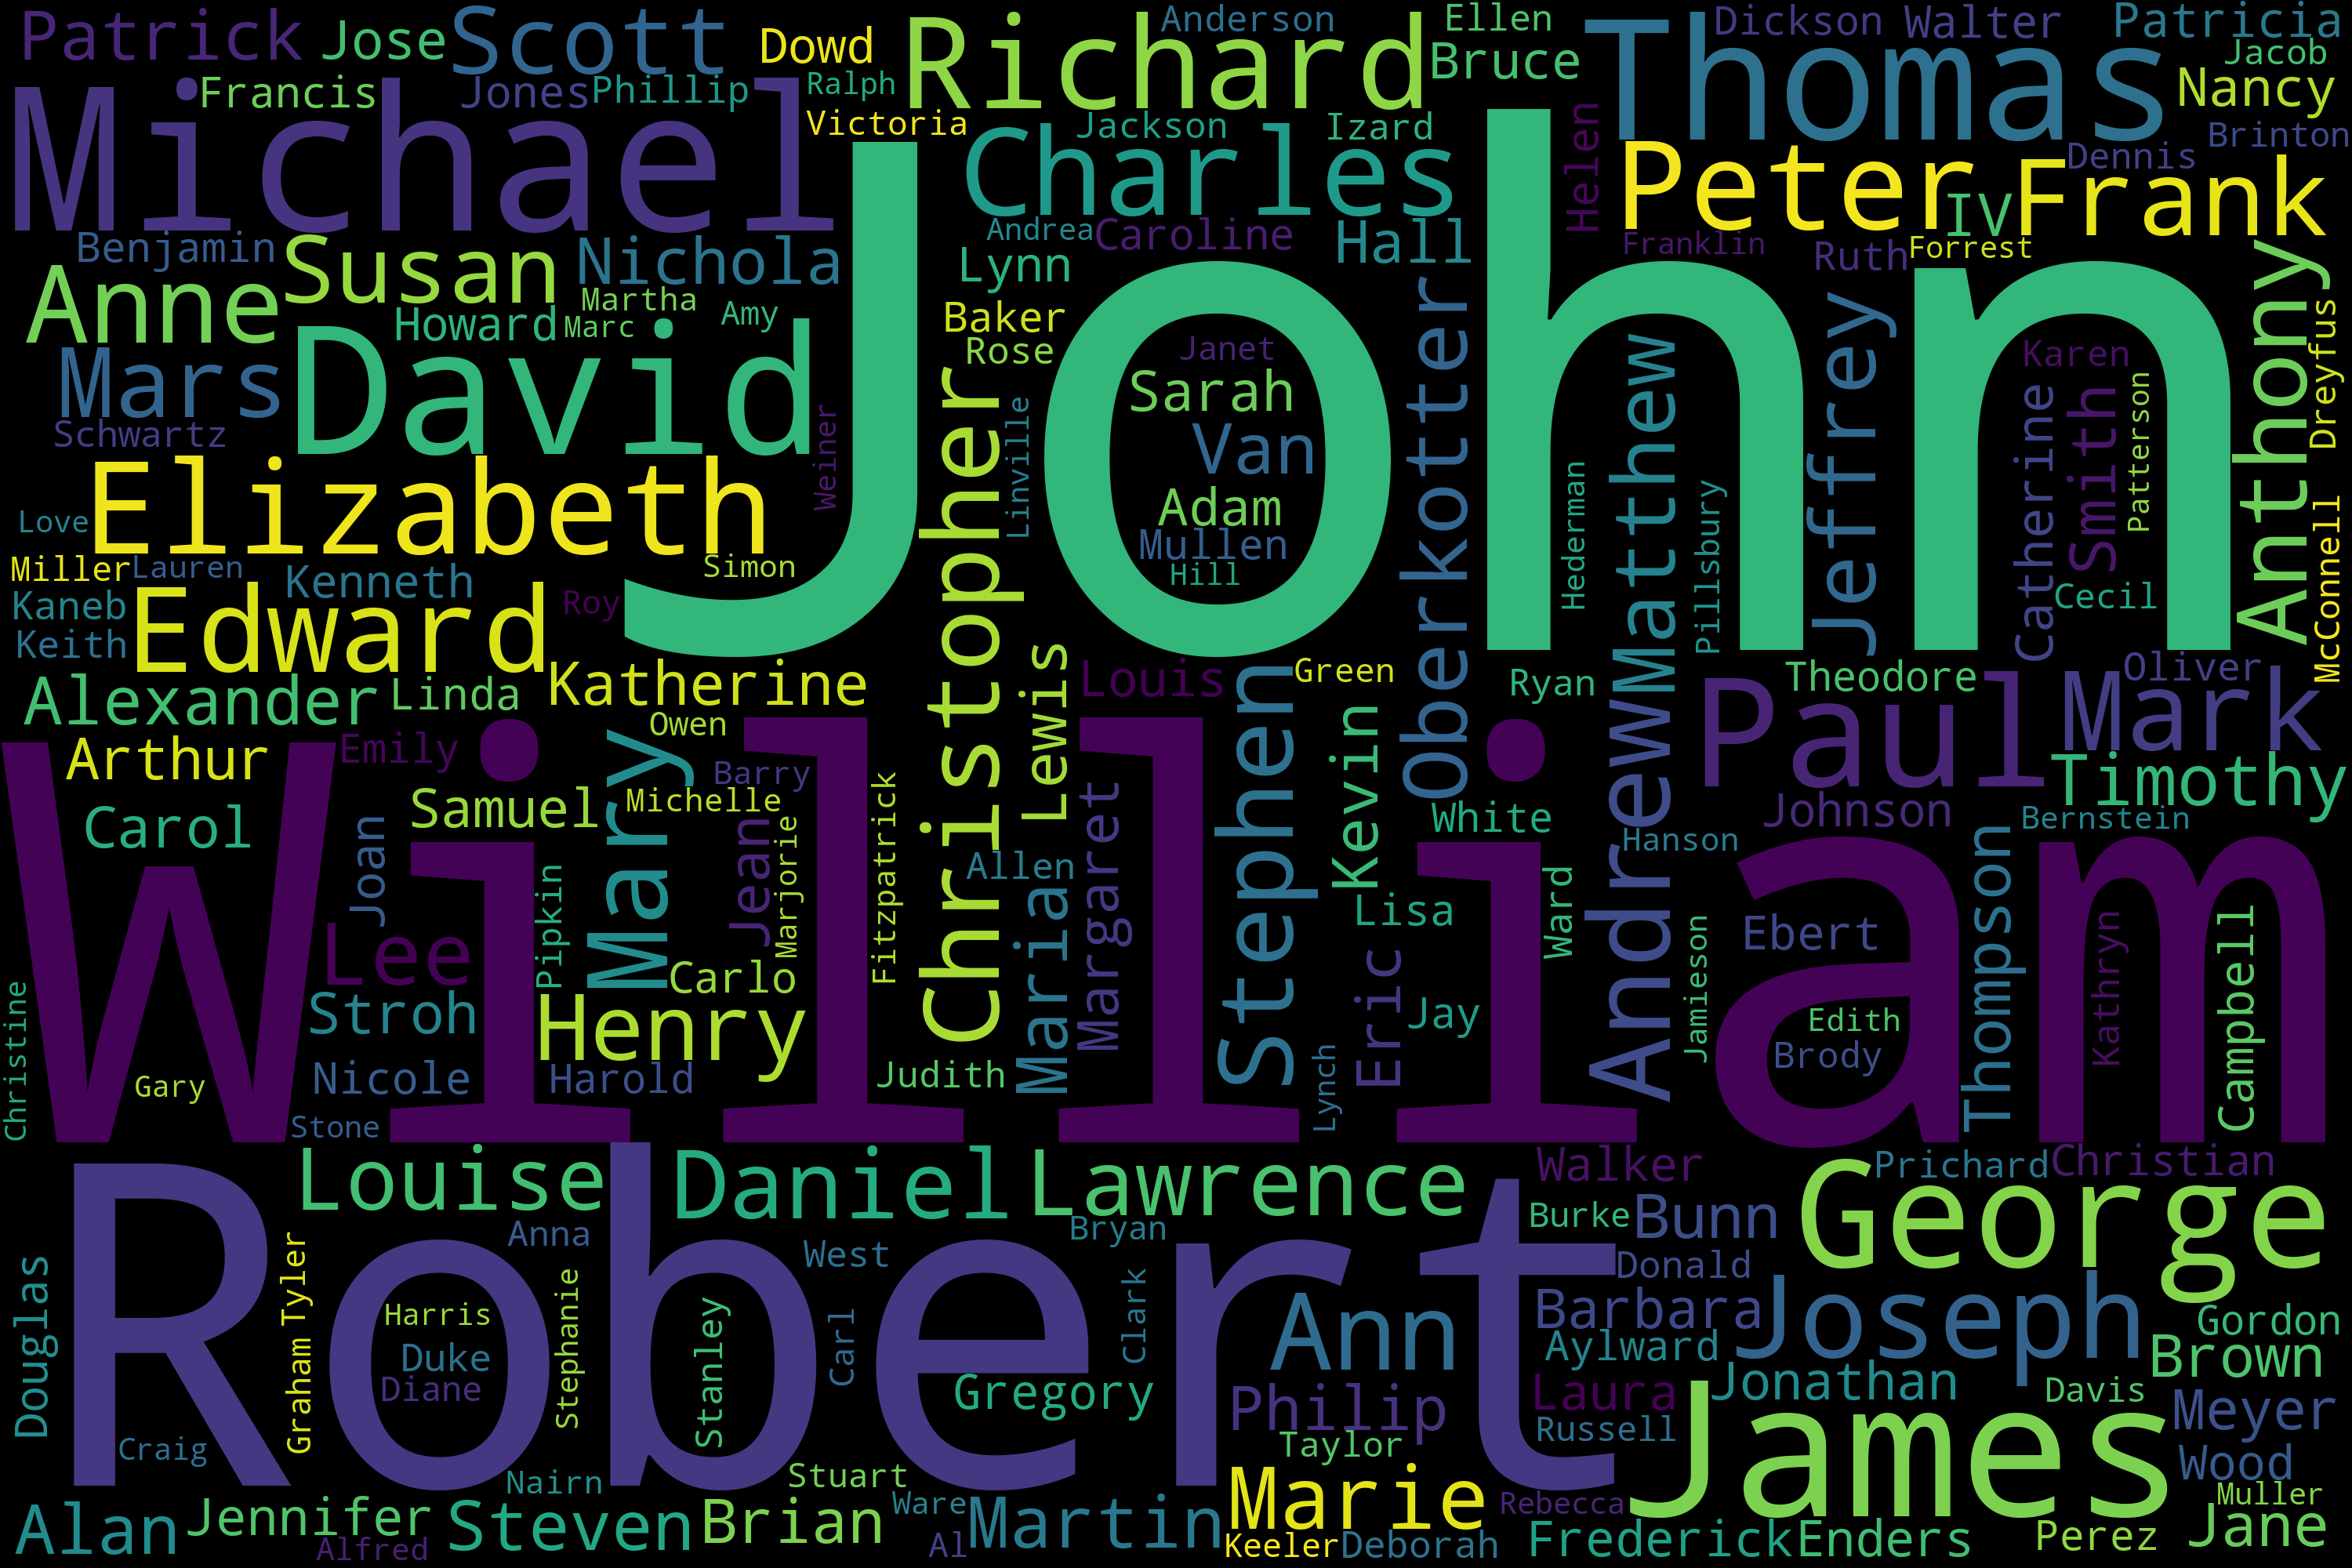 Patrick
Jose
Scott
Dowd
Richard
Anderson
Ellen
Bruce
Thomas
Dickson
Walter
Patricia
Jacob
Nancy
Michael
Francis
Jones
Phillip
Ralph
Victoria
Charles
Jackson
Izard
Helen
Peter
IV
Frank
Dennis
Brinton
John
Benjamin
Susan
Nichola
Andrea
Caroline
Lynn
Hall
Franklin
Ruth
Forrest
Anne
Howard
Martha
Marc
Amy
Baker
Rose
Janet
Karen
Anthony
Dreyfus
Mars
David
Schwartz
Weiner
Christopher
Linville
Sarah
Van
Adam
Mullen
Hill
Oberkotter
Hederman
Matthew
Pillsbury
Jeffrey
Catherine
Smith
Patterson
Cecil
McConnell
Elizabeth
Love
Miller
Lauren
Kenneth
Simon
Roy
Kaneb
Keith
Edward
Alexander
Linda
Katherine
Owen
Lewis
Louis
Stephen
Green
Kevin
Ryan
Andrew
Paul
Theodore
Mark
Oliver
Timothy
Arthur
Emily
Mary
Barry
Michelle
Samuel
Carol
William
Joan
Jean
Marjorie
Fitzpatrick
Allen
Maria
Margaret
White
Lisa
Ward
Hanson
Johnson
Bernstein
Thompson
Ebert
Lee
Pipkin
Carlo
Stroh
Henry
Eric
Jay
Jamieson
Edith
Brody
Kathryn
Campbell
Christine
Gary
Nicole
Harold
Judith
Lynch
Stone
Robert
Louise
Daniel
Lawrence
Walker
Prichard
Christian
Burke
Bunn
George
Douglas
Graham
Tyler
Anna
Harris
Duke
Diane
Stephanie
Stanley
West
Carl
Bryan
Clark
Gregory
Ann
Philip
Donald
Barbara
Joseph
Gordon
Aylward
Brown
Laura
Jonathan
Davis
Meyer
Russell
James
Wood
Craig
Nairn
Stuart
Taylor
Marie
Rebecca
Muller
Alan
Jennifer
Alfred
Steven
Brian
Ware
Al
Martin
Keeler
Deborah
Frederick
Enders
Perez
Jane